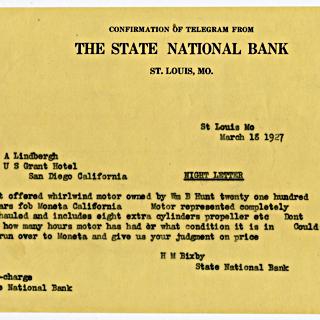 CONFIRMATION OF TELEGRAM FROM
THE STATE NATIONAL BANK
ST. LOUIS, MO.
St Louis Mo
March 15 1927
A Lindbergh
U S Grant Hotel
San Diego California
NIGHT LETTER
t offered whirlwind motor owned by Wm B Hunt twenty one hundred
ars fob Moneta California Motor represented completely
hauled and includes eight extra cylinders propeller etc Dont
how many hours motor has had or what condition it is in Could
run over to Moneta and give us your judgment on price
H M Bixby
State National Bank
-charge
e National Bank